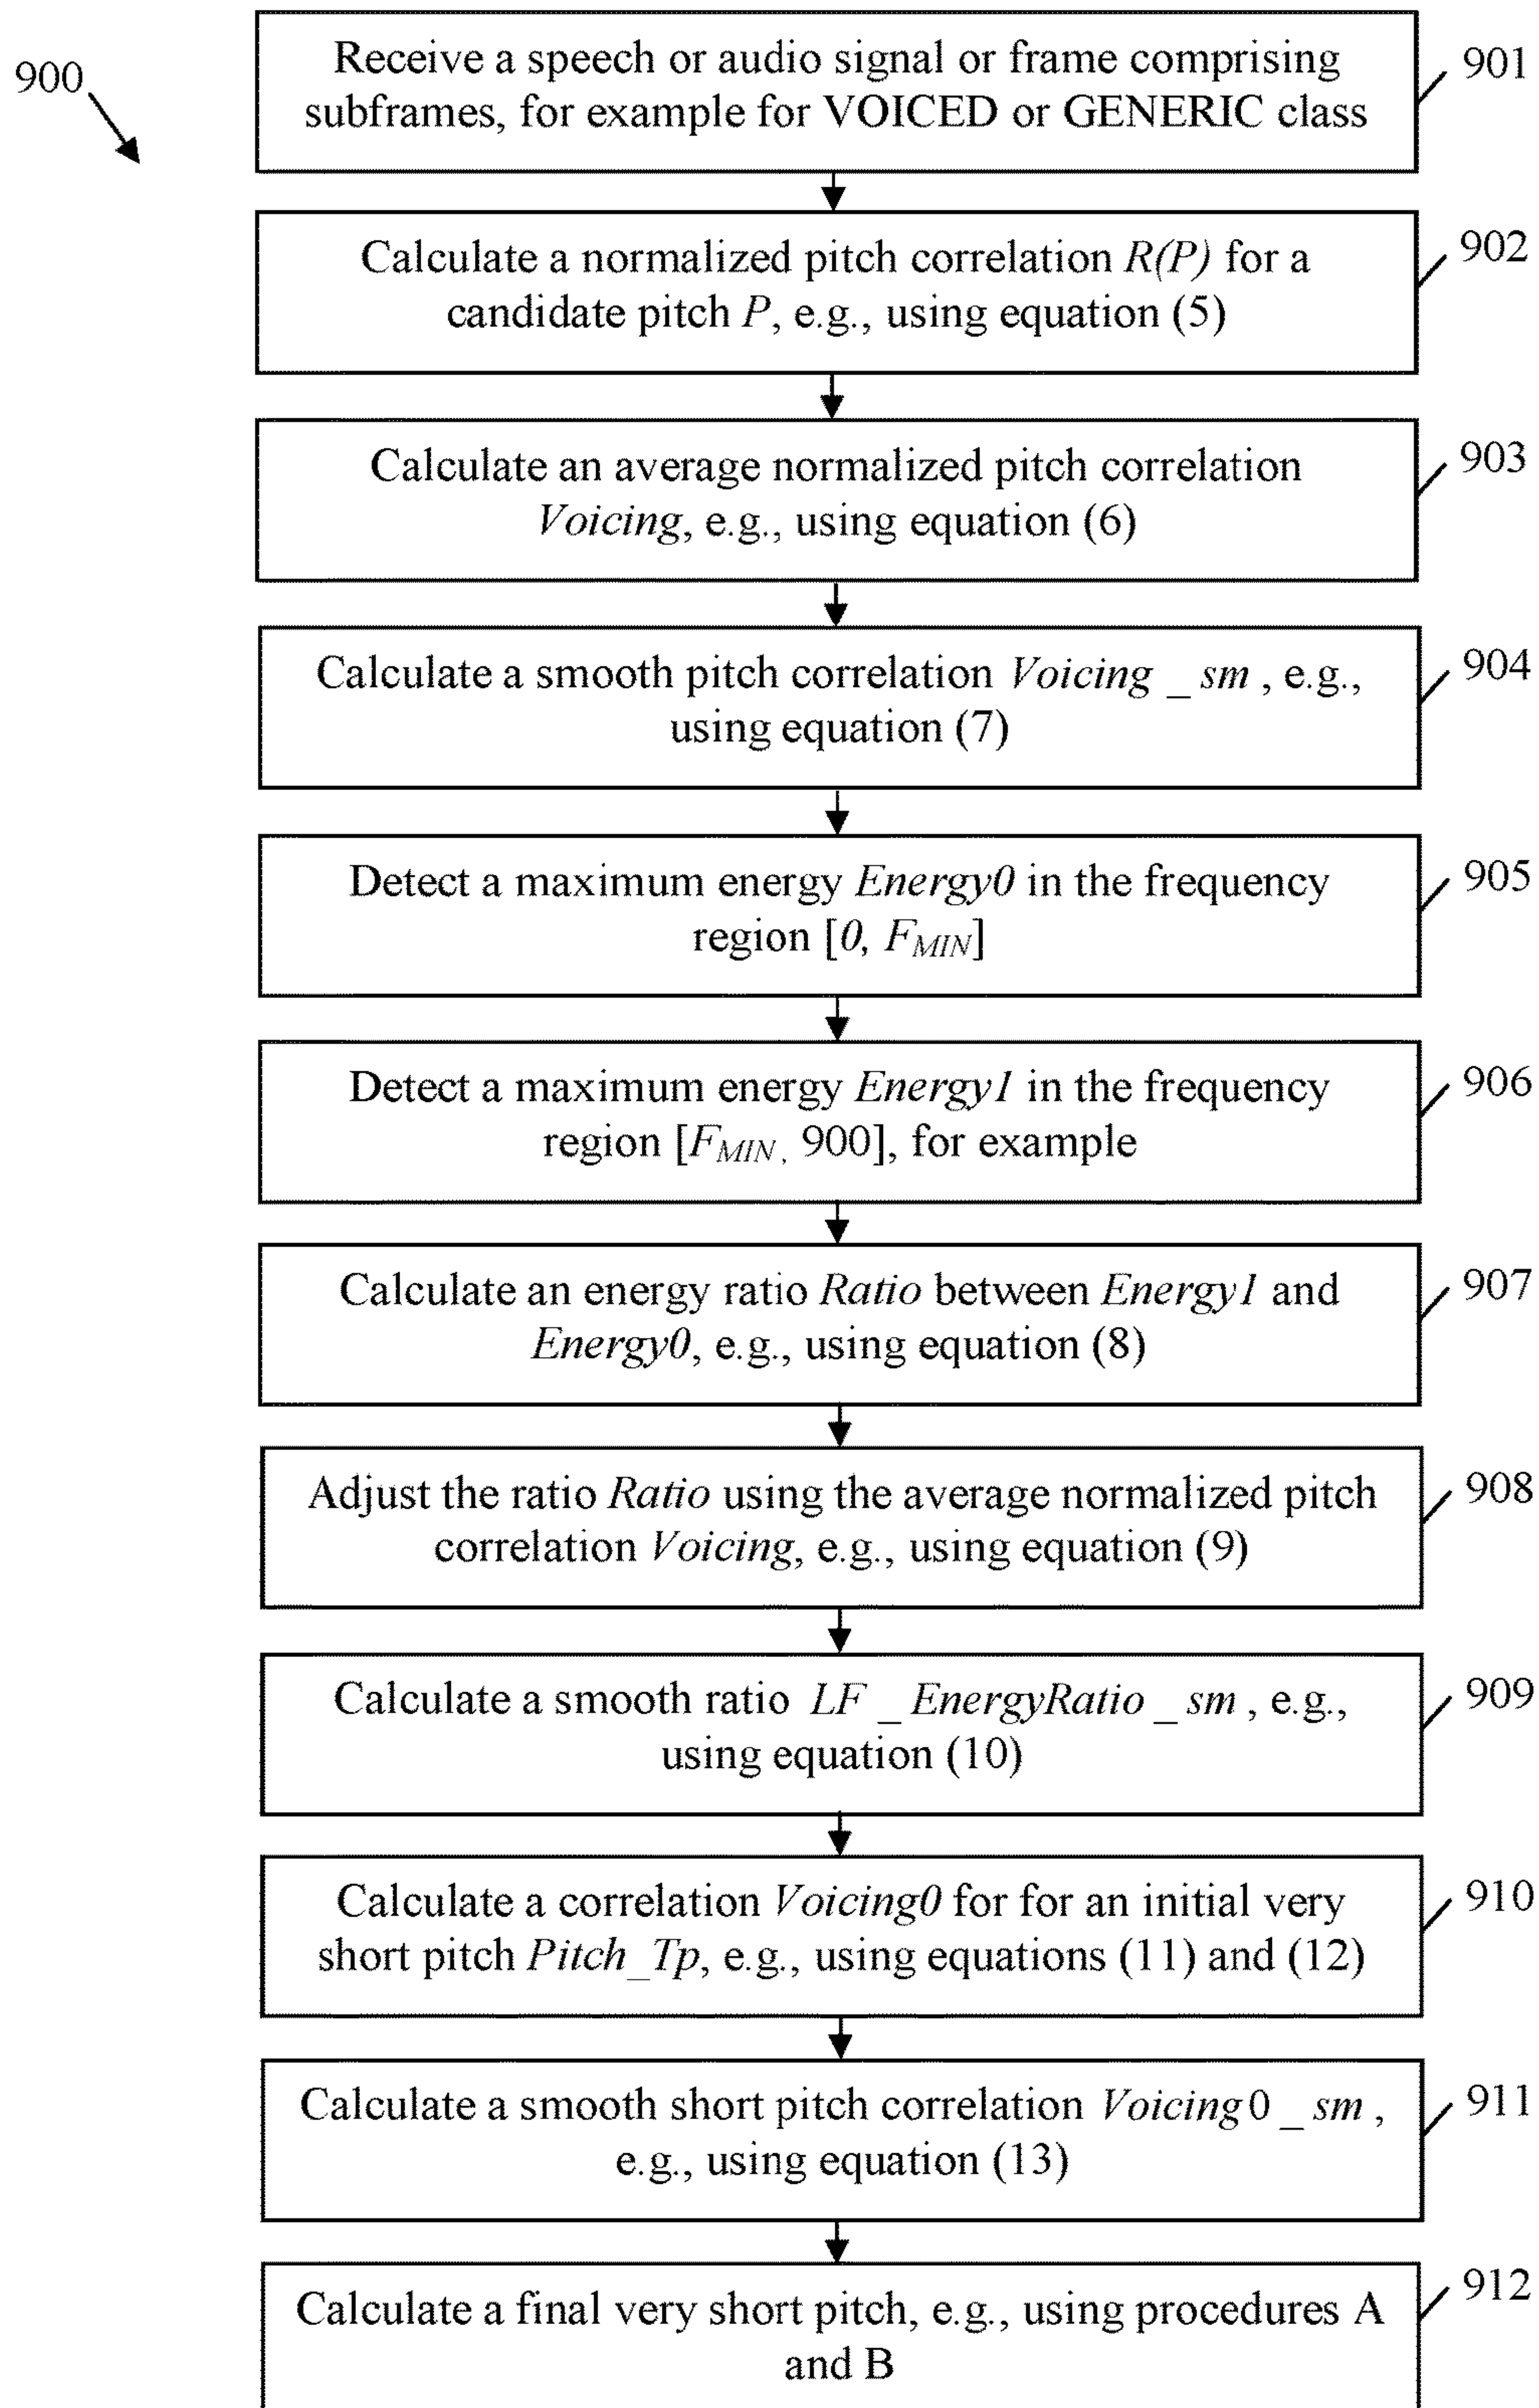 900
Receive a speech or audio signal or frame comprising
subframes, for example for VOICED or GENERIC class
901
Calculate a normalized pitch correlation R(P) for a
candidate pitch P, e.g., using equation (5)
902
Calculate an average normalized pitch correlation
Voicing, e.g., using equation (6)
903
Calculate a smooth pitch correlation Voicing _ sm , e.g.,
using equation (7)
904
Detect a maximum energy Energy0 in the frequency
region [0, F_MIN]
905
Detect a maximum energy Energy1 in the frequency
region [F_MIN, 900], for example
906
Calculate an energy ratio Ratio between Energy1 and
Energy0, e.g., using equation (8)
907
Adjust the ratio Ratio using the average normalized pitch
correlation Voicing, e.g., using equation (9)
908
Calculate a smooth ratio LF _ EnergyRatio _ sm , e.g.,
using equation (10)
909
Calculate a correlation Voicing0 for for an initial very
short pitch Pitch_Tp, e.g., using equations (11) and (12)
910
Calculate a smooth short pitch correlation Voicing0 _ sm ,
e.g., using equation (13)
911
Calculate a final very short pitch, e.g., using procedures A
and B
912